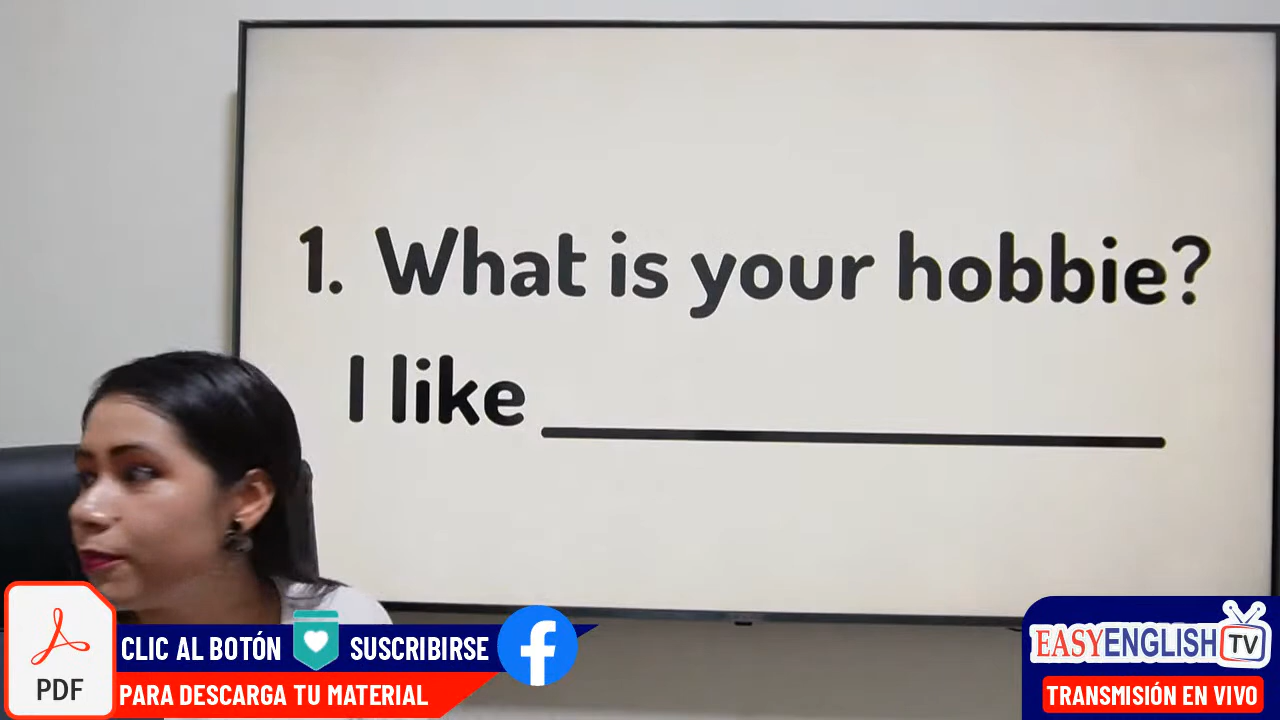 1. What is your hobbie?
I like
CLIC AL BOTÓN SUSCRIBIRSE
PDF
PARA DESCARGA TU MATERIAL
EASYENGLISH TV
TRANSMISIÓN EN VIVO